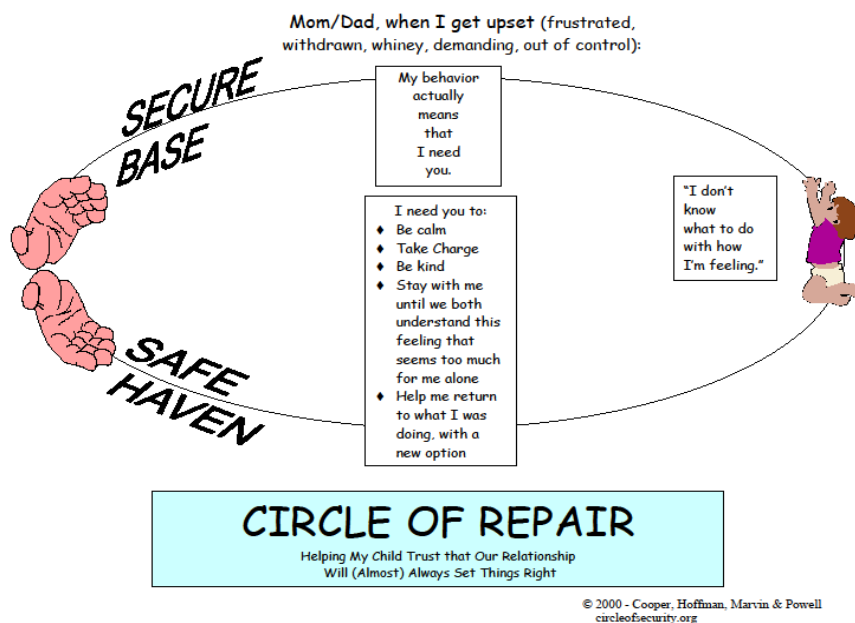 Mom/Dad, when I get upset (frustrated,
withdrawn, whiney, demanding, out of control):
SECURE
BASE
My behavior
actually
means
that
I need
you.
"I don't
know
what to do
with how
I'm feeling."
I need you to:
♦ Be calm
♦ Take Charge
♦ Be kind
♦ Stay with me
until we both
understand this
feeling that
seems too much
for me alone
♦ Help me return
to what I was
doing, with a
new option
SAFE
HAVEN
CIRCLE OF REPAIR
Helping My Child Trust that Our Relationship
Will (Almost) Always Set Things Right
© 2000 - Cooper, Hoffman, Marvin & Powell
circleofsecurity.org